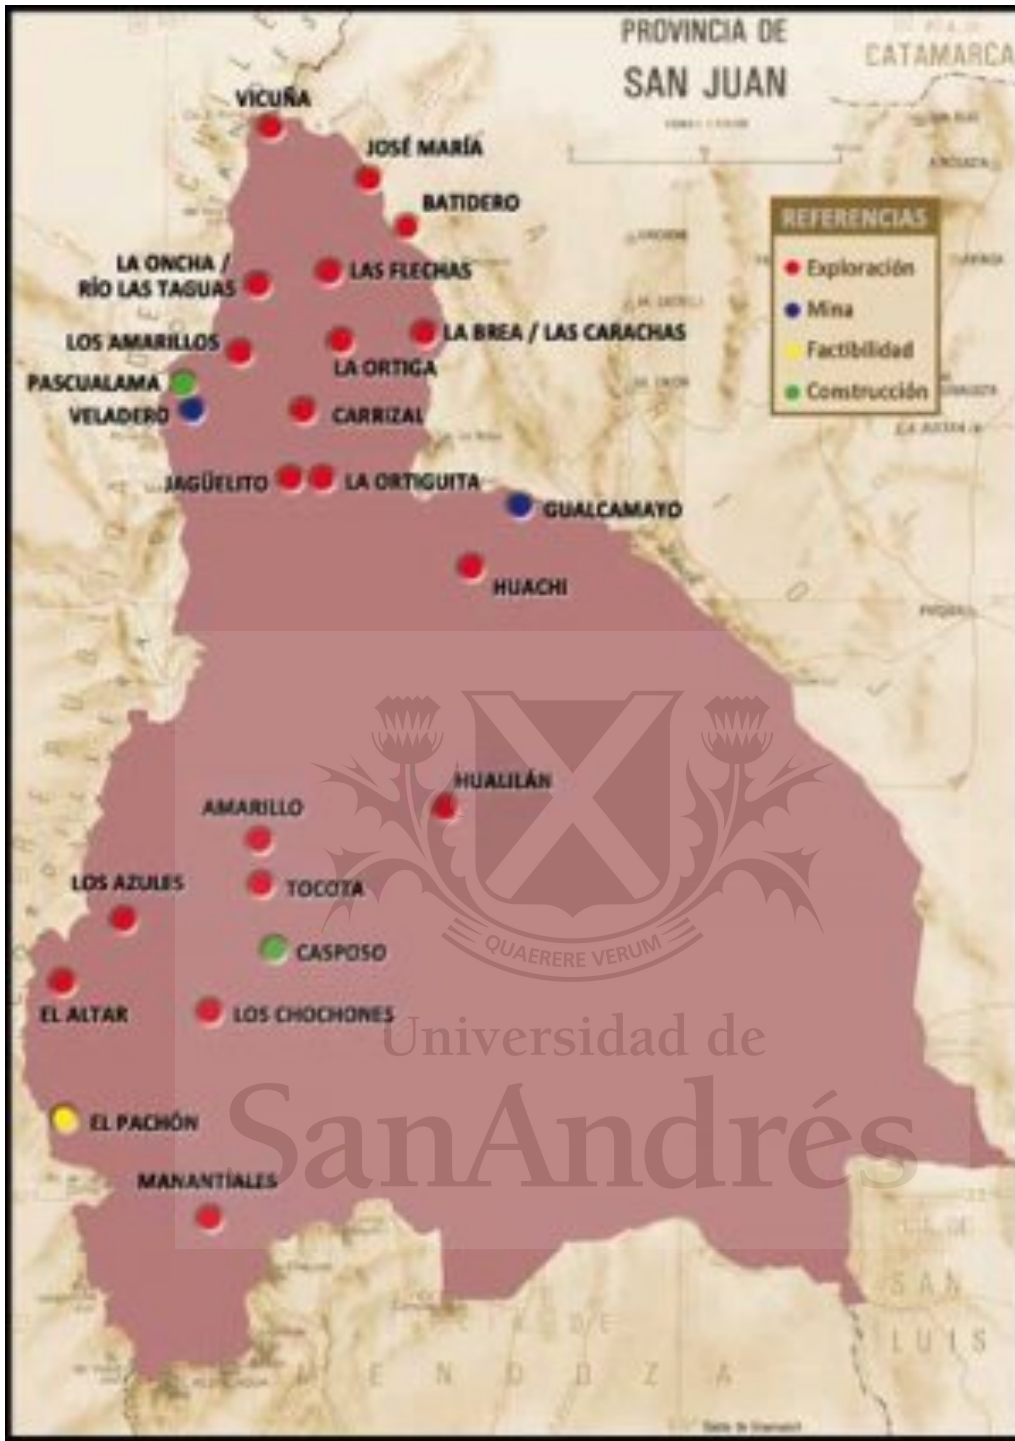 PROVINCIA DE
SAN JUAN
CATAMARCA
VICUÑA
JOSÉ MARÍA
BATIDERO
REFERENCIAS
Exploración
Mina
Factibilidad
Construcción
LA ONCHA /
RÍO LAS TAGUAS
LAS FLECHAS
LOS AMARILLOS
LA BREA / LAS CARACHAS
LA ORTIGA
PASCUALAMA
VELADERO
CARRIZAL
JAGÜELITO
LA ORTIGUITA
GUALCAMAYO
HUACHI
HUALILÁN
AMARILLO
LOS AZULES
TOCOTA
CASPOSO
QUAERERE VERUM
EL ALTAR
LOS CHOCHONES
Universidad de
SanAndrés
EL PACHÓN
MANANTÍALES
SAN
LUIS
MENDOZA